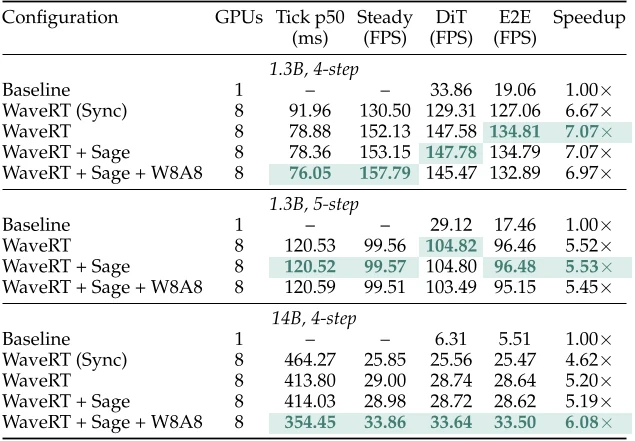 Configuration GPUs Tick p50 Steady DiT E2E Speedup
(ms) (FPS) (FPS) (FPS)
1.3B, 4-step
Baseline 1 – – 33.86 19.06 1.00×
WaveRT (Sync) 8 91.96 130.50 129.31 127.06 6.67×
WaveRT 8 78.88 152.13 147.58 134.81 7.07×
WaveRT + Sage 8 78.36 153.15 147.78 134.79 7.07×
WaveRT + Sage + W8A8 8 76.05 157.79 145.47 132.89 6.97×
1.3B, 5-step
Baseline 1 – – 29.12 17.46 1.00×
WaveRT 8 120.53 99.56 104.82 96.46 5.52×
WaveRT + Sage 8 120.52 99.57 104.80 96.48 5.53×
WaveRT + Sage + W8A8 8 120.59 99.51 103.49 95.15 5.45×
14B, 4-step
Baseline 1 – – 6.31 5.51 1.00×
WaveRT (Sync) 8 464.27 25.85 25.56 25.47 4.62×
WaveRT 8 413.80 29.00 28.74 28.64 5.20×
WaveRT + Sage 8 414.03 28.98 28.72 28.62 5.19×
WaveRT + Sage + W8A8 8 354.45 33.86 33.64 33.50 6.08×